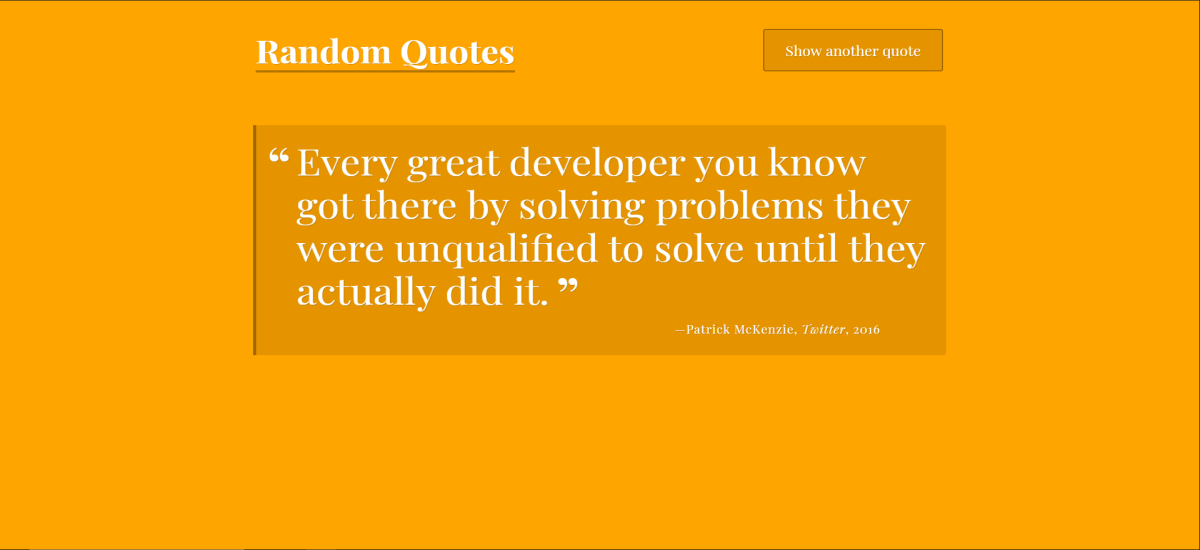 Random Quotes
Show another quote
“ Every great developer you know
got there by solving problems they
were unqualified to solve until they
actually did it. ”
—Patrick McKenzie, Twitter, 2016